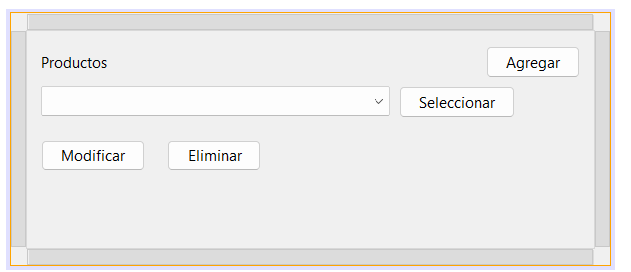 Productos
Agregar
Seleccionar
Modificar
Eliminar